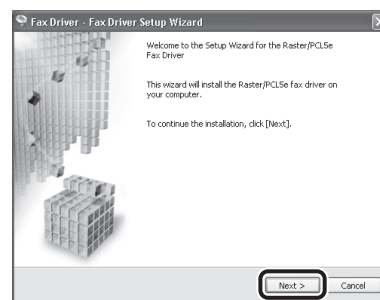 Fax Driver - Fax Driver Setup Wizard
Welcome to the Setup Wizard for the Raster/PCL5e
Fax Driver
This wizard will install the Raster/PCL5e fax driver on
your computer.
To continue the installation, click [Next].
Next >
Cancel